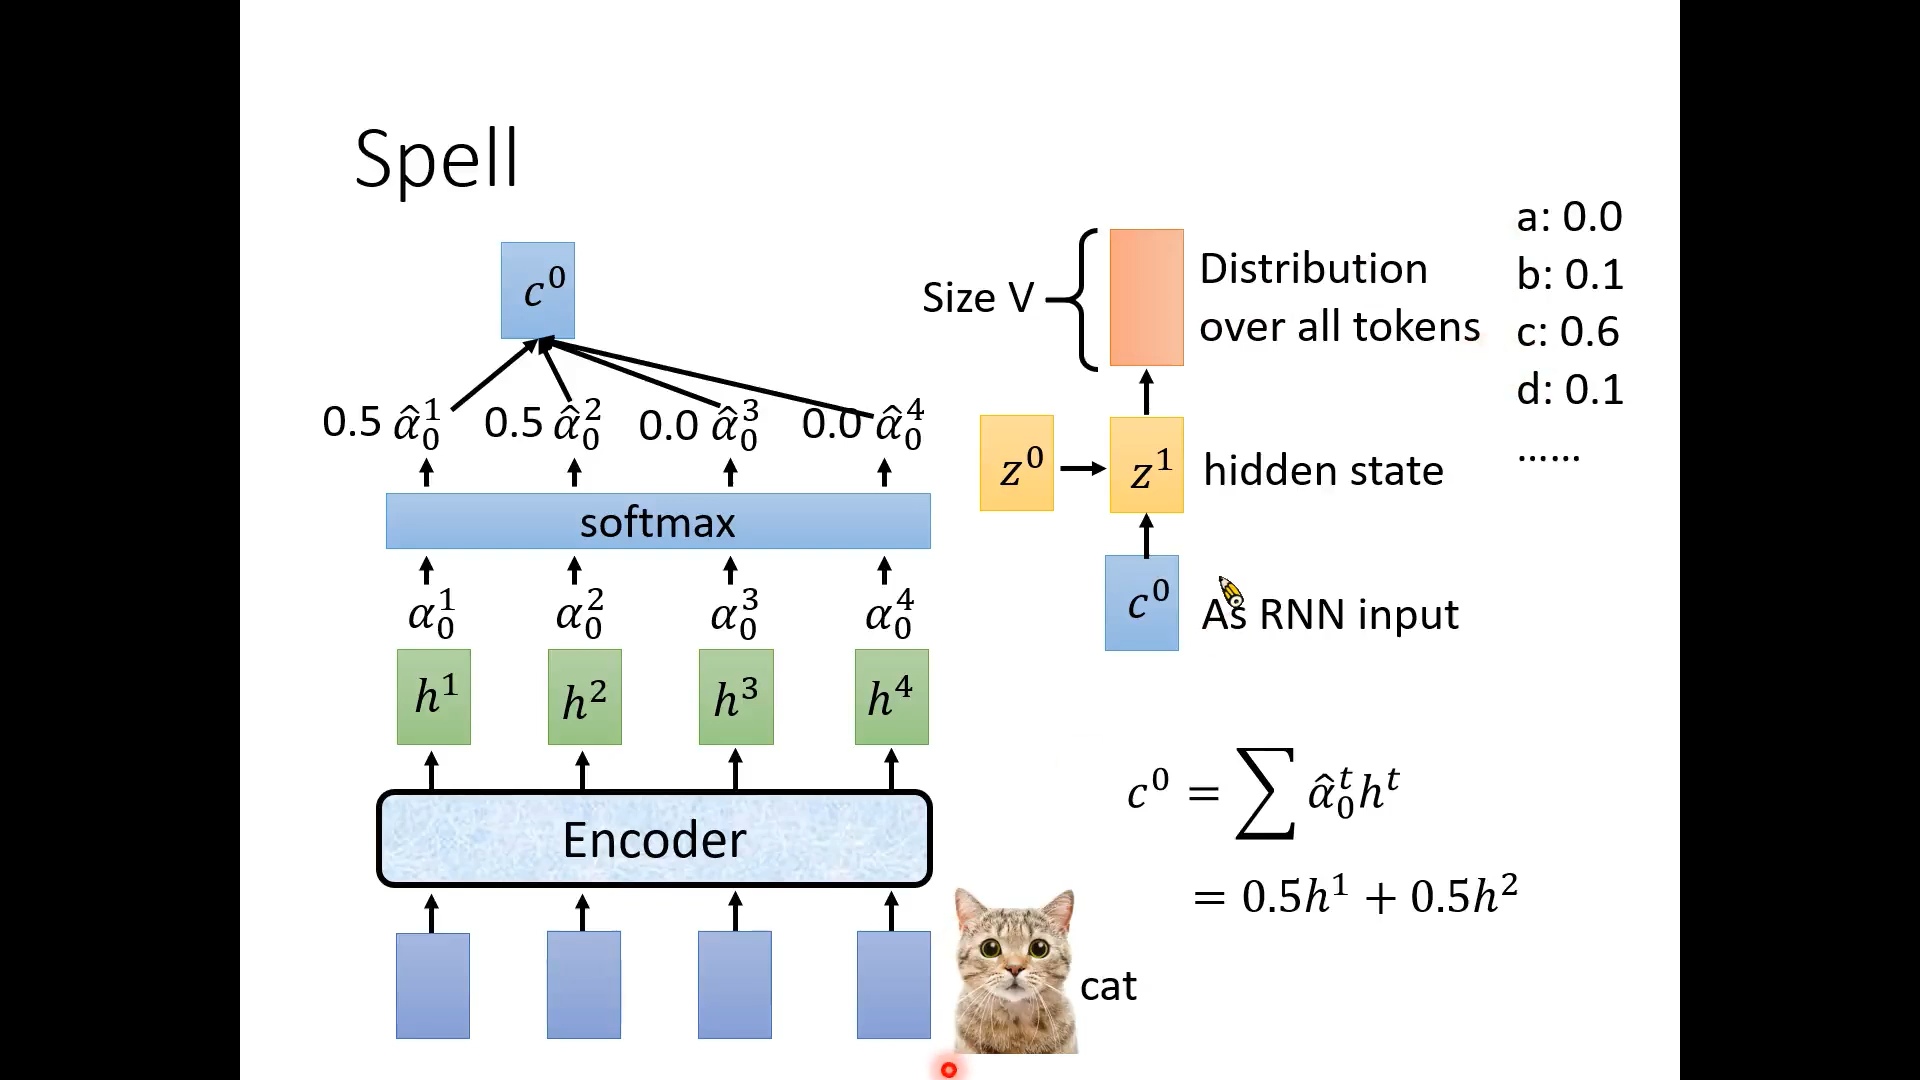 Spell
c⁰
0.5 α̂₀¹ 0.5 α̂₀² 0.0 α̂₀³ 0.0 α̂₀⁴
softmax
α₀¹ α₀² α₀³ α₀⁴
h¹ h² h³ h⁴
Encoder
cat
Size V
Distribution
over all tokens
a: 0.0
b: 0.1
c: 0.6
d: 0.1
……
z⁰ z¹ hidden state
c⁰ As RNN input
c⁰ = ∑ α̂₀ᵗhᵗ
= 0.5h¹ + 0.5h²